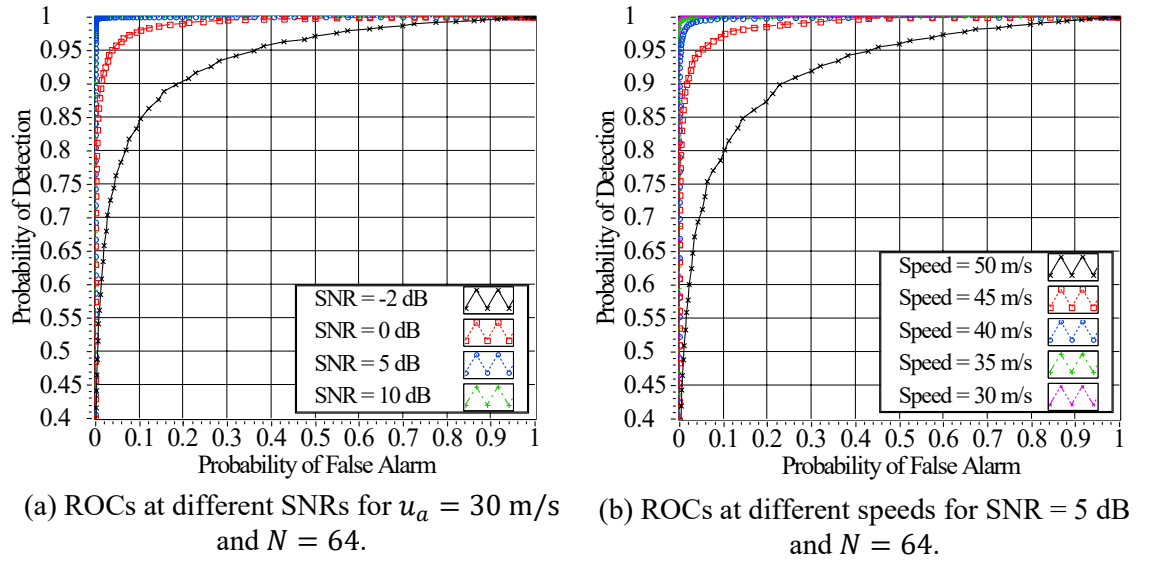 1
0.95
0.9
0.85
0.8
0.75
0.7
0.65
0.6
0.55
0.5
0.45
0.4
Probability of Detection
SNR = -2 dB
SNR = 0 dB
SNR = 5 dB
SNR = 10 dB
0 0.1 0.2 0.3 0.4 0.5 0.6 0.7 0.8 0.9 1
Probability of False Alarm
(a) ROCs at different SNRs for $u_a$ = 30 m/s
and N = 64.
1
0.95
0.9
0.85
0.8
0.75
0.7
0.65
0.6
0.55
0.5
0.45
0.4
Probability of Detection
Speed = 50 m/s
Speed = 45 m/s
Speed = 40 m/s
Speed = 35 m/s
Speed = 30 m/s
0 0.1 0.2 0.3 0.4 0.5 0.6 0.7 0.8 0.9 1
Probability of False Alarm
(b) ROCs at different speeds for SNR = 5 dB
and N = 64.